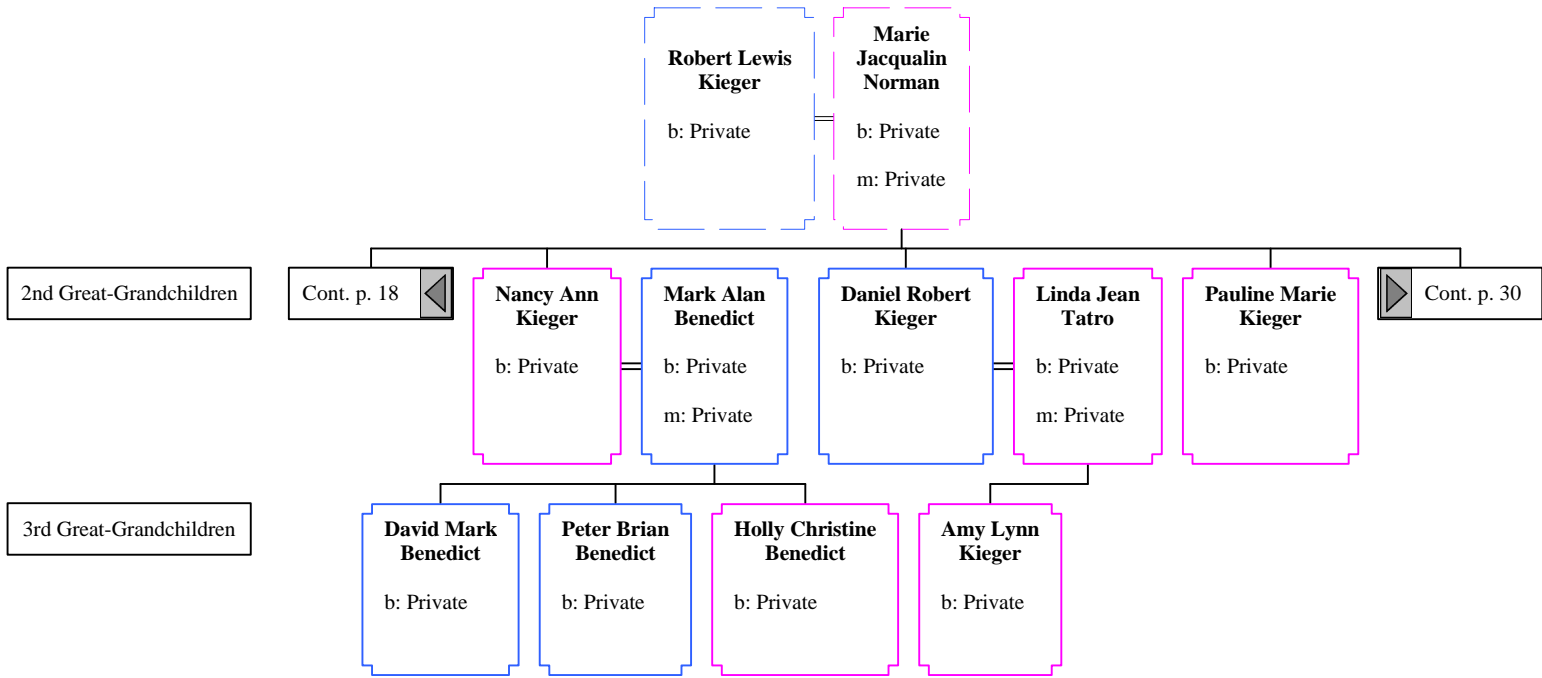 Robert Lewis
Kieger
b: Private
Marie
Jacqualin
Norman
b: Private
m: Private
2nd Great-Grandchildren
Cont. p. 18
Nancy Ann
Kieger
b: Private
Mark Alan
Benedict
b: Private
m: Private
Daniel Robert
Kieger
b: Private
Linda Jean
Tatro
b: Private
m: Private
Pauline Marie
Kieger
b: Private
Cont. p. 30
3rd Great-Grandchildren
David Mark
Benedict
b: Private
Peter Brian
Benedict
b: Private
Holly Christine
Benedict
b: Private
Amy Lynn
Kieger
b: Private